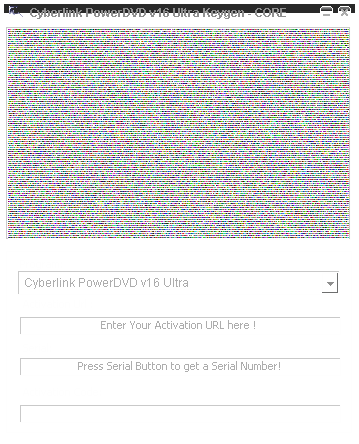 Cyberlink PowerDVD v16 Ultra Keygen - CORE
Cyberlink PowerDVD v16 Ultra
Enter Your Activation URL here !
Press Serial Button to get a Serial Number!